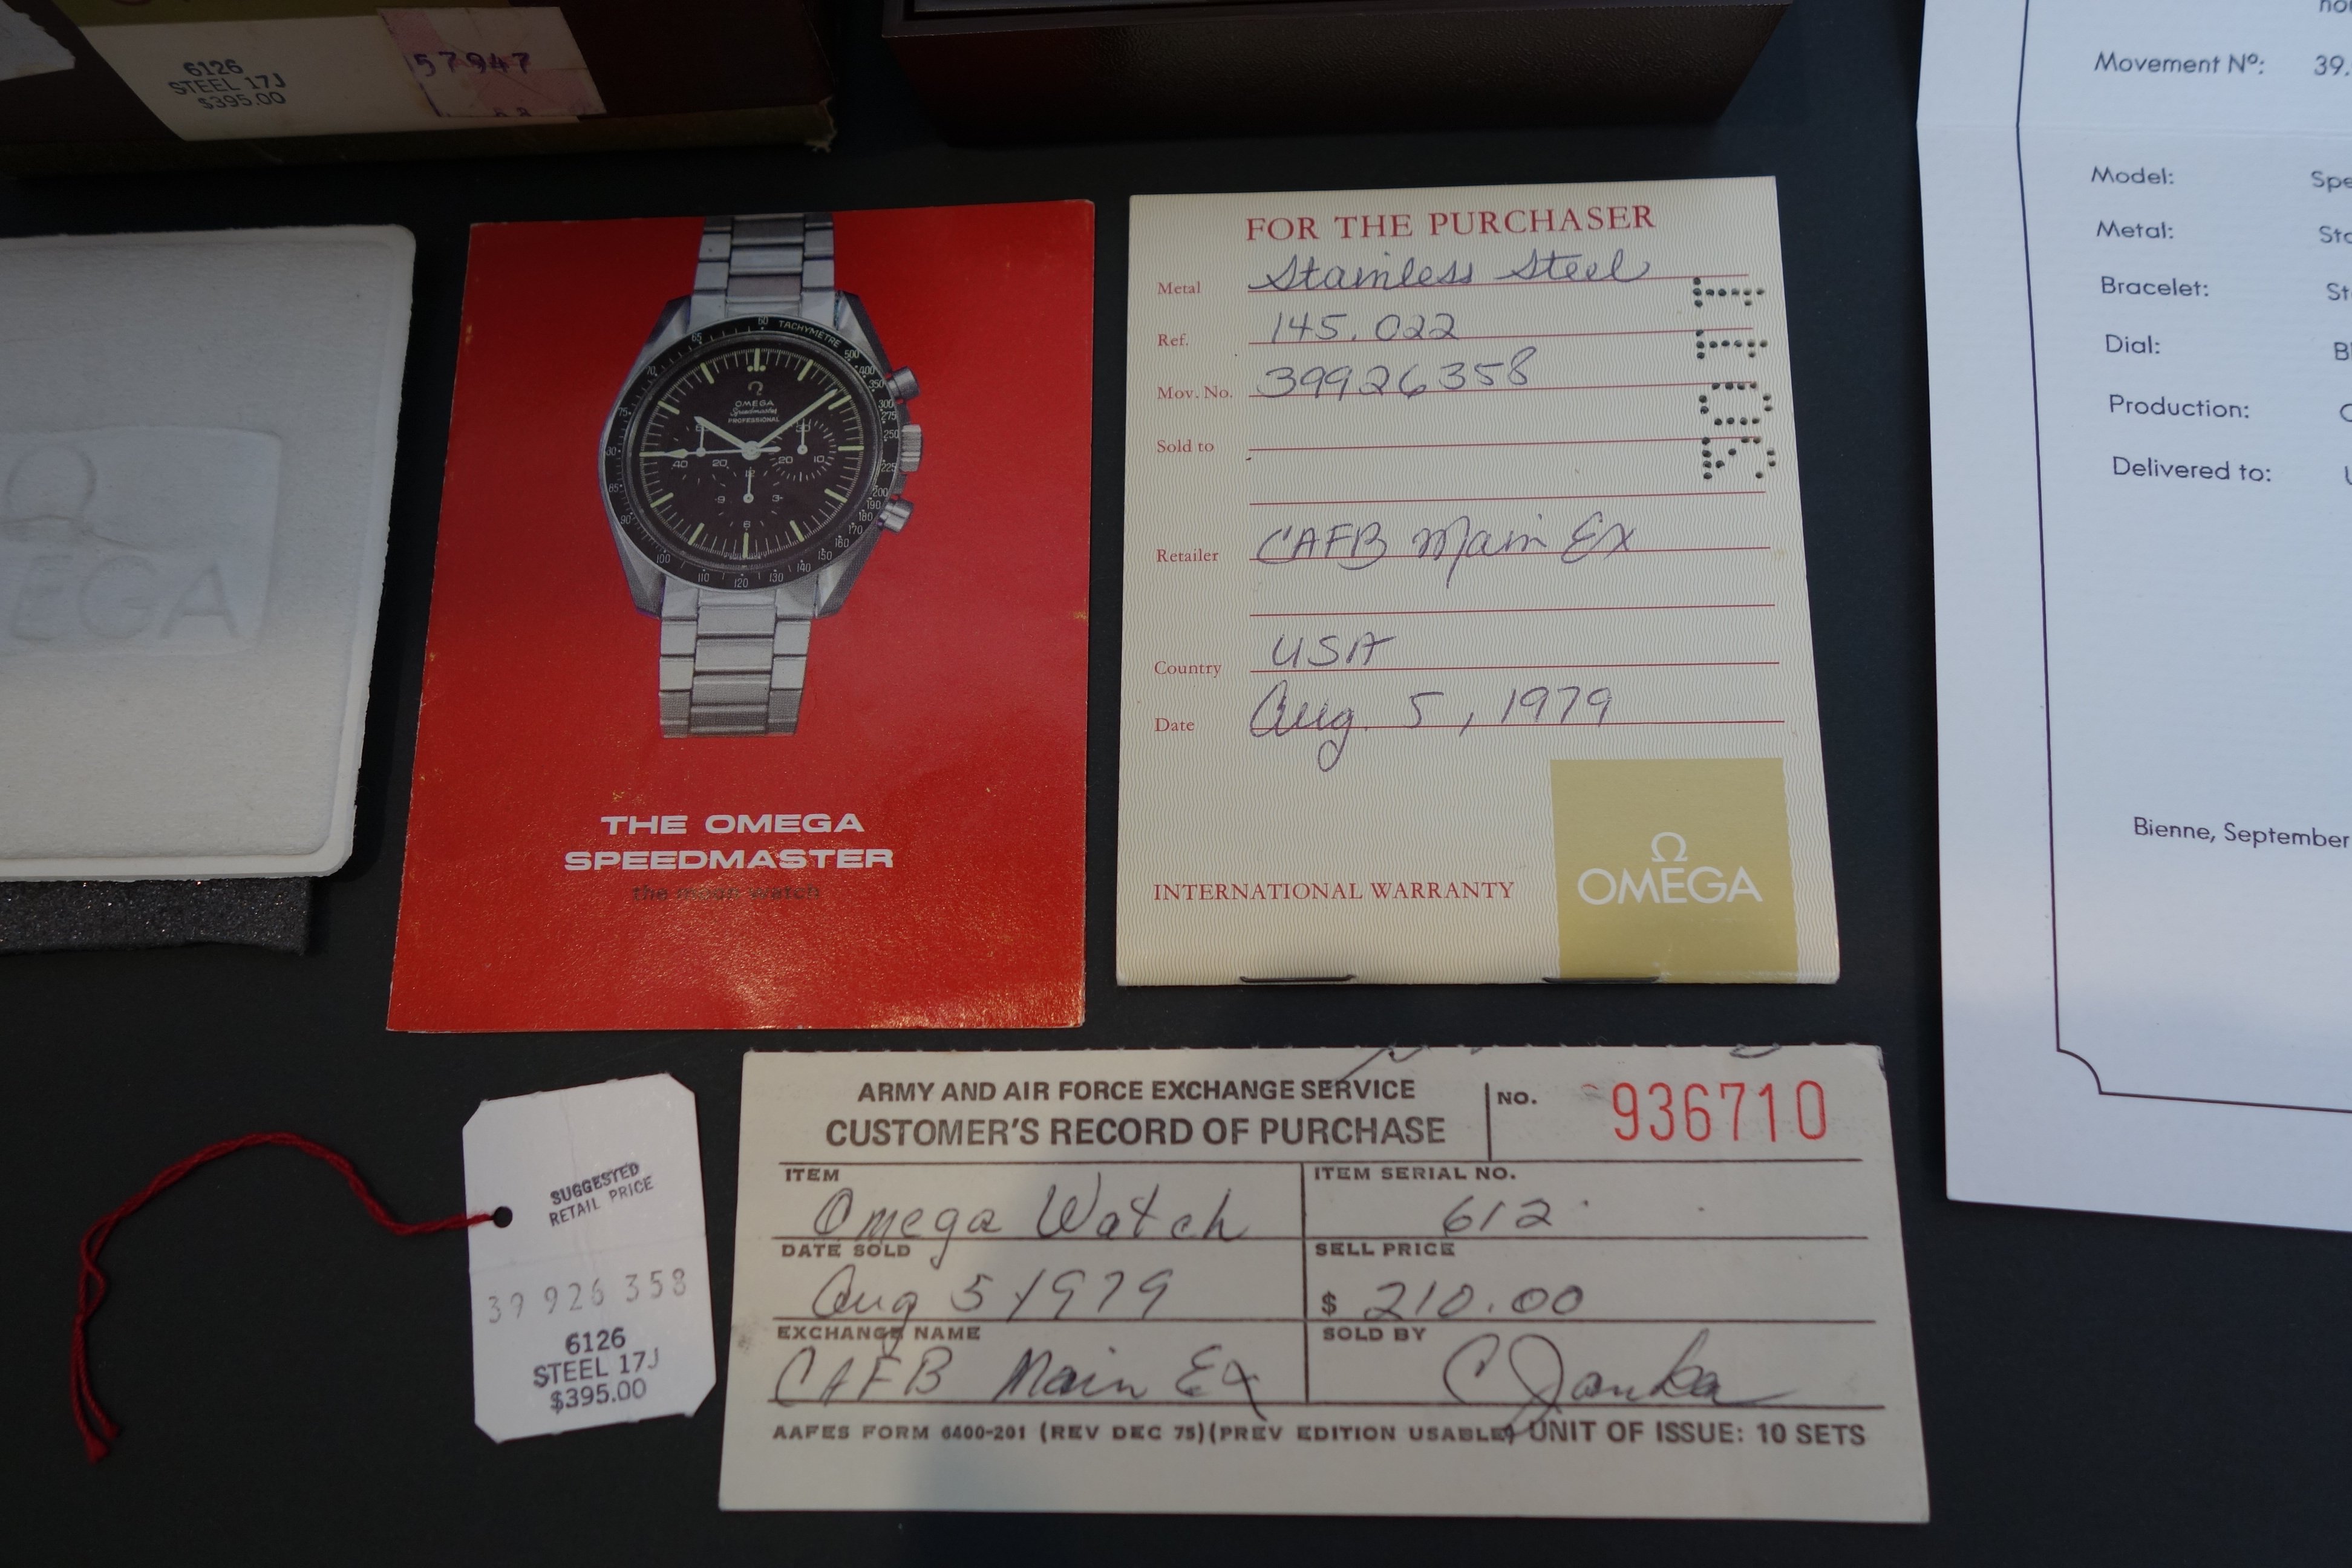 6126
STEEL 17J
$395.00
57947
Movement Nº: 39.
Model: Spe
Metal:
Bracelet:
Dial:
Production:
Delivered to:
Bienne, September
Ω
EGA
TACHYMETRE
Ω
OMEGA
Speedmaster
PROFESSIONAL
THE OMEGA
SPEEDMASTER
the moon watch
FOR THE PURCHASER
Metal Stainless Steel
Ref. 145.022
Mov. No. 39926358
Sold to
Retailer CAFB Main Ex
Country USA
Date Aug. 5, 1979
INTERNATIONAL WARRANTY
Ω
OMEGA
SUGGESTED
RETAIL PRICE
39 926 358
6126
STEEL 17J
$395.00
ARMY AND AIR FORCE EXCHANGE SERVICE
CUSTOMER'S RECORD OF PURCHASE
NO. 936710
ITEM
Omega Watch
ITEM SERIAL NO.
612
DATE SOLD
Aug 5, 1979
SELL PRICE
$ 210.00
EXCHANGE NAME
CAFB Main Ex
SOLD BY
AAFES FORM 6400-201 (REV DEC 75) (PREV EDITION USABLE) UNIT OF ISSUE: 10 SETS